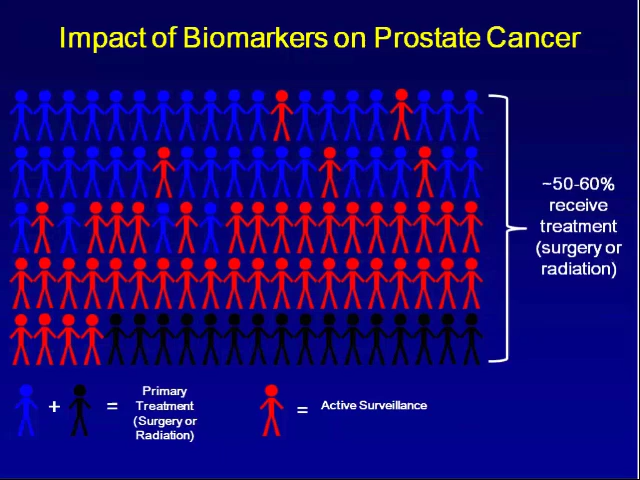 Impact of Biomarkers on Prostate Cancer
~50-60%
receive
treatment
(surgery or
radiation)
+
=
Primary
Treatment
(Surgery or
Radiation)
=
Active Surveillance